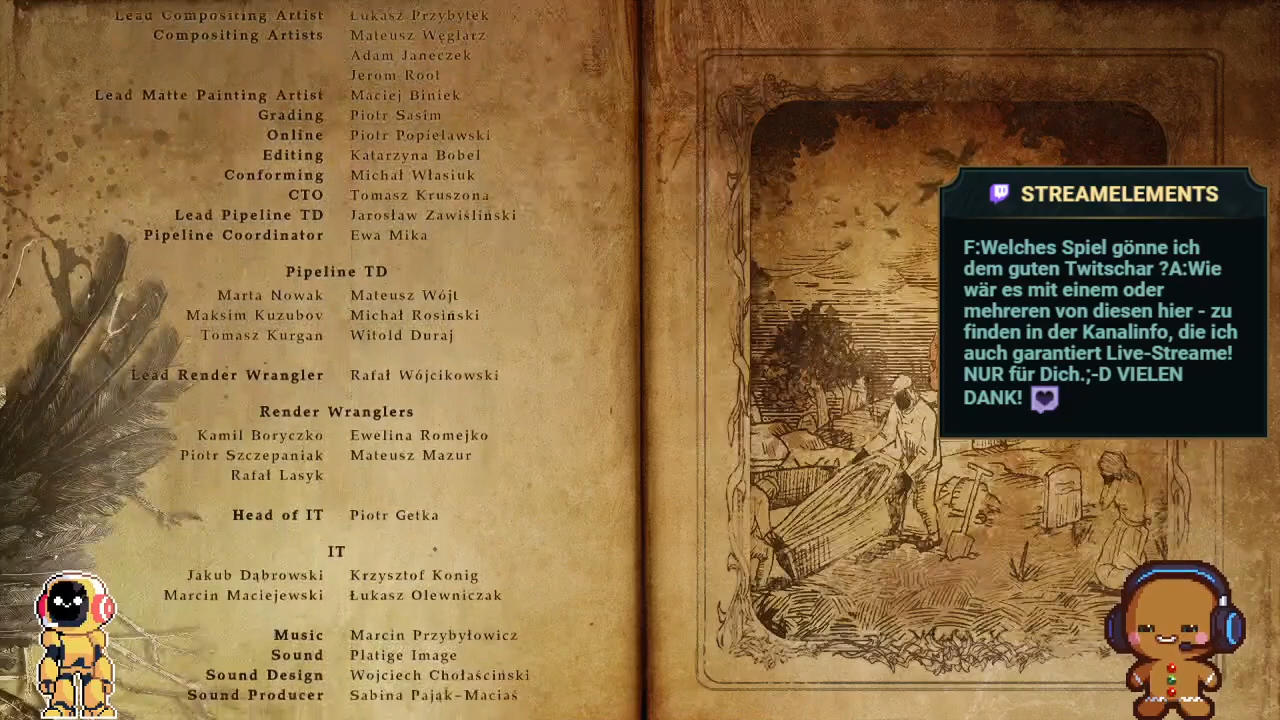 Lead Compositing Artist Łukasz Przybyłek
Compositing Artists Mateusz Węglarz
Adam Janeczek
Jerom Root
Lead Matte Painting Artist Maciej Biniek
Grading Piotr Sasim
Online Piotr Popielawski
Editing Katarzyna Bobel
Conforming Michał Własiuk
CTO Tomasz Kruszona
Lead Pipeline TD Jarosław Zawiśliński
Pipeline Coordinator Ewa Mika
Pipeline TD
Marta Nowak Mateusz Wójt
Maksim Kuzubov Michał Rosiński
Tomasz Kurgan Witold Duraj
Lead Render Wrangler Rafał Wójcikowski
Render Wranglers
Kamil Boryczko Ewelina Romejko
Piotr Szczepaniak Mateusz Mazur
Rafał Lasyk
Head of IT Piotr Getka
IT
Jakub Dąbrowski Krzysztof Konig
Marcin Maciejewski Łukasz Olewniczak
Music Marcin Przybyłowicz
Sound Platige Image
Sound Design Wojciech Chołaściński
Sound Producer Sabina Pająk-Maciaś
STREAMELEMENTS
F:Welches Spiel gönne ich
dem guten Twitschar ?A:Wie
wär es mit einem oder
mehreren von diesen hier - zu
finden in der Kanalinfo, die ich
auch garantiert Live-Streame!
NUR für Dich.;-D VIELEN
DANK!